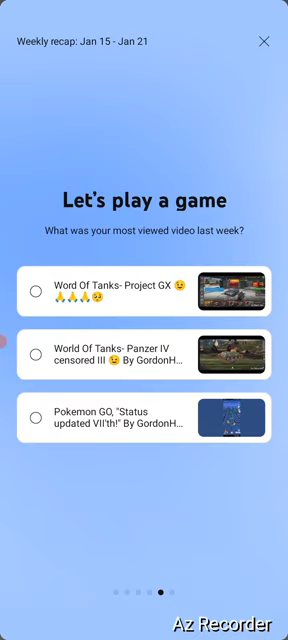 Weekly recap: Jan 15 - Jan 21
Let's play a game
What was your most viewed video last week?
Word Of Tanks- Project GX 😉
🙏🙏🙏🥺
World Of Tanks- Panzer IV
censored III 😉 By GordonH...
Pokemon GO, "Status
updated VII'th!" By GordonH...
Az Recorder